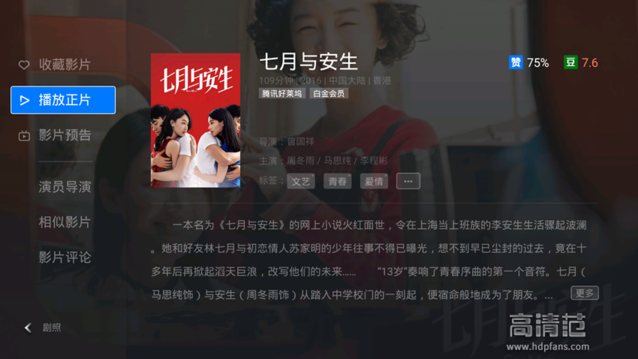 收藏影片
播放正片
影片预告
演员导演
相似影片
影片评论
剧照
七月与安生
七月与安生
赞 75%
豆 7.6
109分钟 | 2016 | 中国大陆 | 香港
腾讯好莱坞 白金会员
导演：曾国祥
主演：周冬雨 / 马思纯 / 李程彬
标签： 文艺 青春 爱情 ···
一本名为《七月与安生》的网上小说火红面世，令在上海当上班族的李安生生活骤起波澜
。她和好友林七月与初恋情人苏家明的少年往事不得已曝光，想不到早已尘封的过去，竟在十
多年后再掀起滔天巨浪，改写他们的未来…… “13岁”奏响了青春序曲的第一个音符。七月（
马思纯饰）与安生（周冬雨饰）从踏入中学校门的一刻起，便宿命般地成为了朋友。...
更多
七月与安生
高清范
www.hdpfans.com